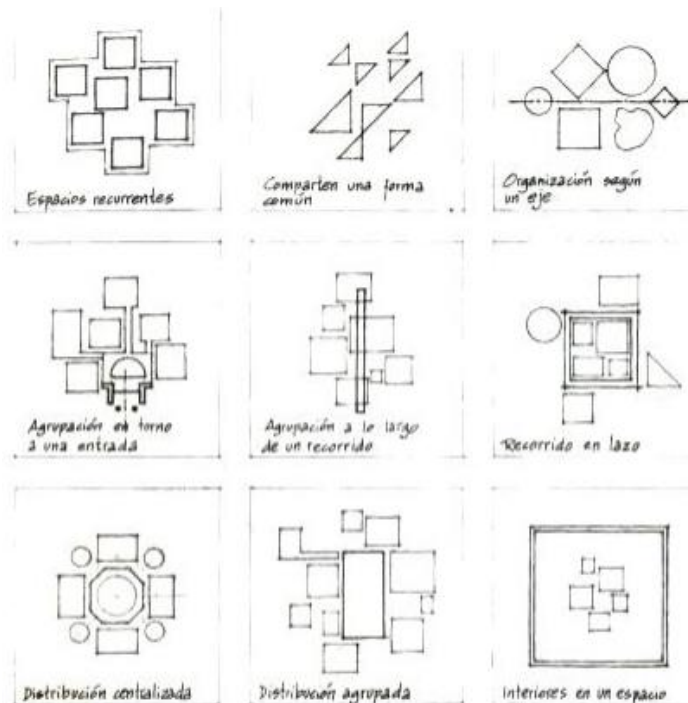 Espacios recurrentes
Comparten una forma
común
Organización según
un eje
Agrupación en torno
a una entrada
Agrupación a lo largo
de un recorrido
Recorrido en lazo
Distribución centralizada
Distribución agrupada
Interiores en un espacio